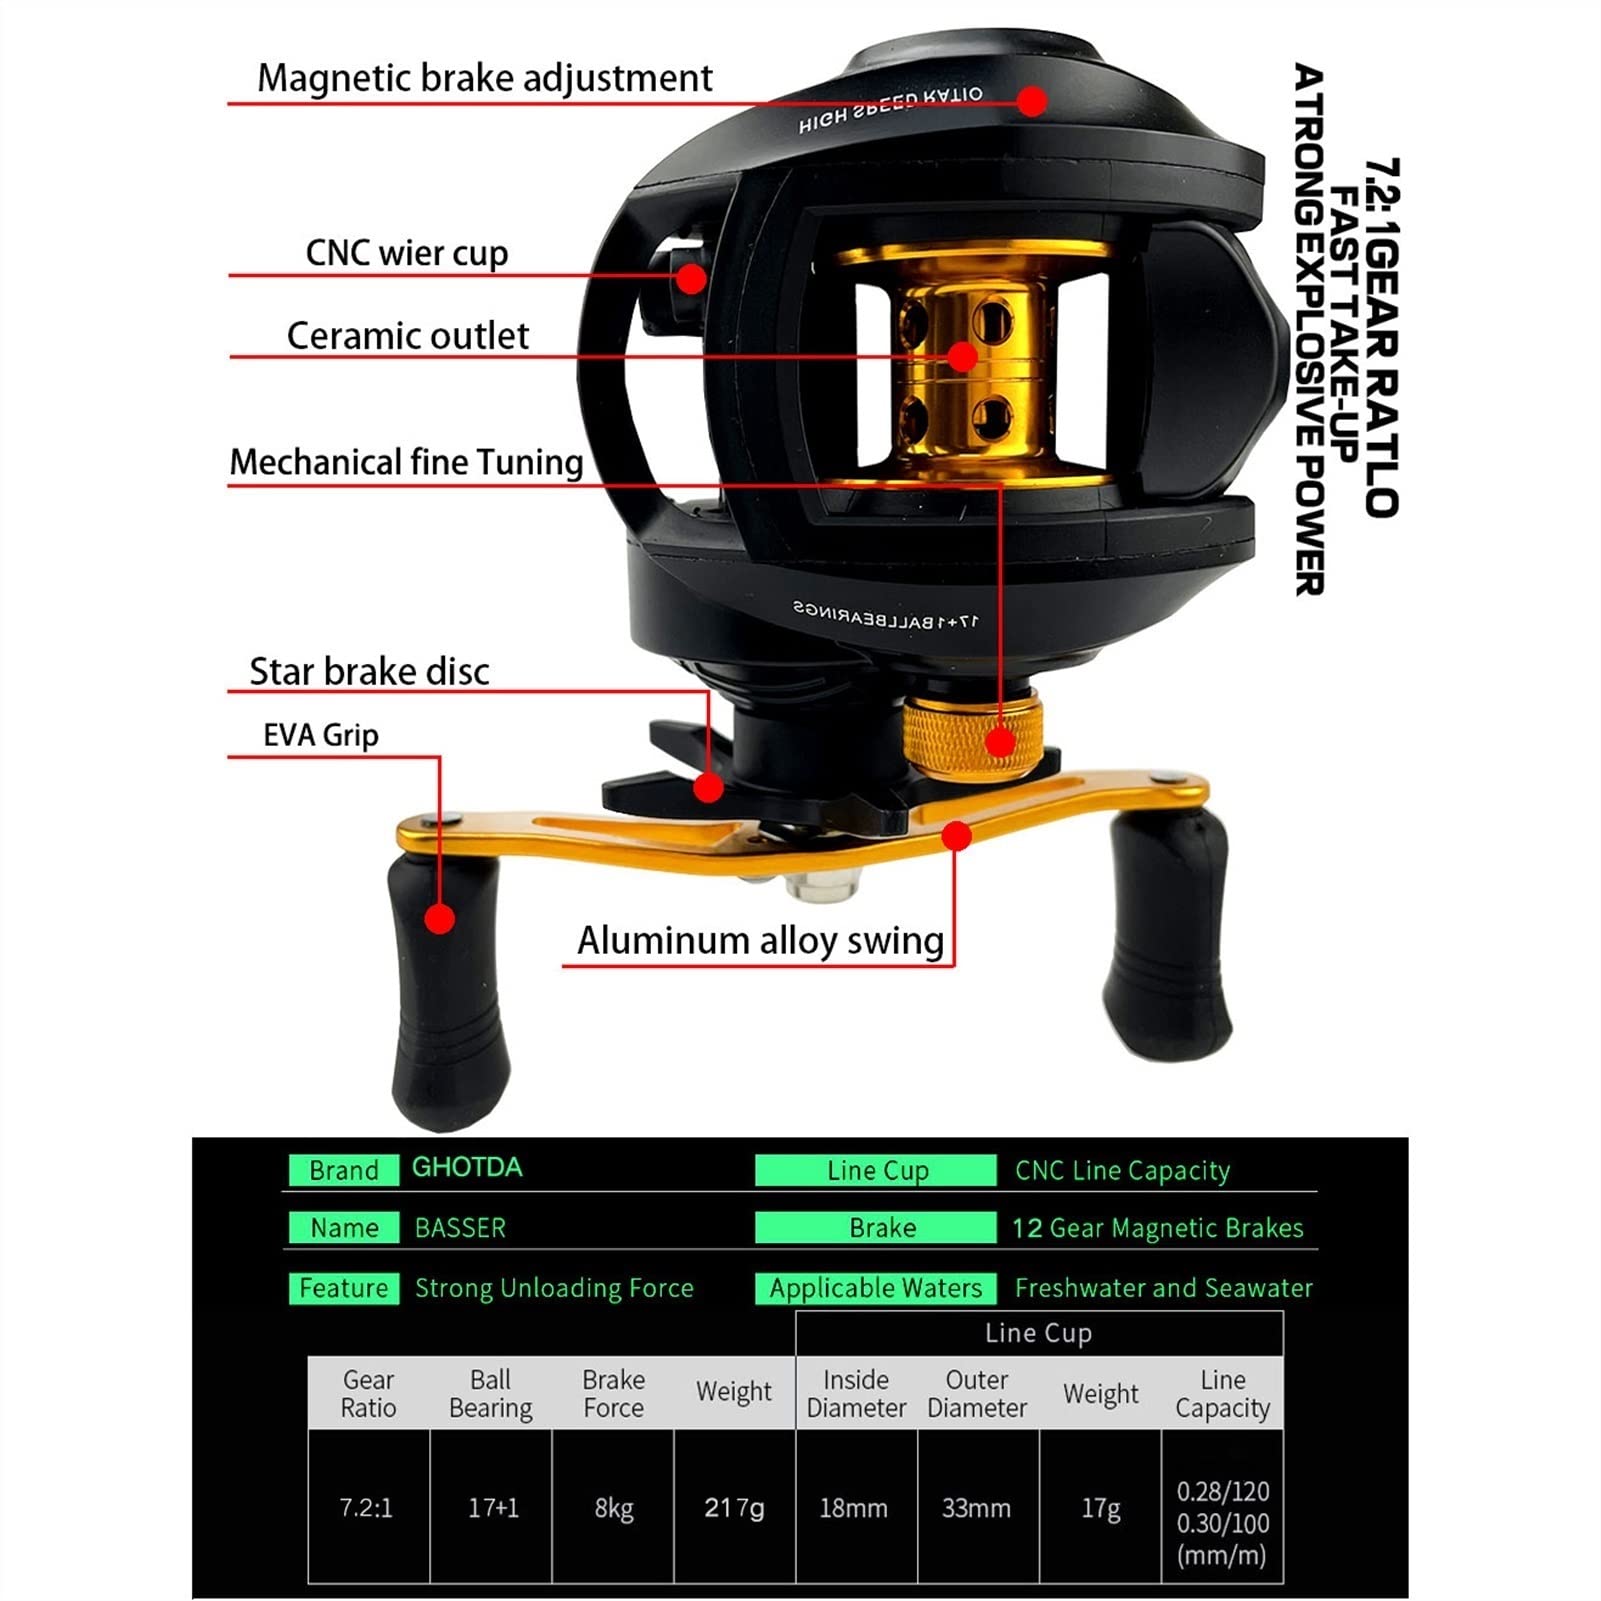 Magnetic brake adjustment
HIGH SPEED RATIO
CNC wier cup
Ceramic outlet
Mechanical fine Tuning
17+1BALLBEARINGS
Star brake disc
EVA Grip
Aluminum alloy swing
7.2:1GEAR RATLO
FAST TAKE-UP
A TRONG EXPLOSIVE POWER
Brand GHOTDA Line Cup CNC Line Capacity
Name BASSER Brake 12 Gear Magnetic Brakes
Feature Strong Unloading Force Applicable Waters Freshwater and Seawater
Line Cup
Gear Ball Brake Weight Inside Outer Weight Line
Ratio Bearing Force Diameter Diameter Capacity
7.2:1 17+1 8kg 217g 18mm 33mm 17g 0.28/120
0.30/100
(mm/m)